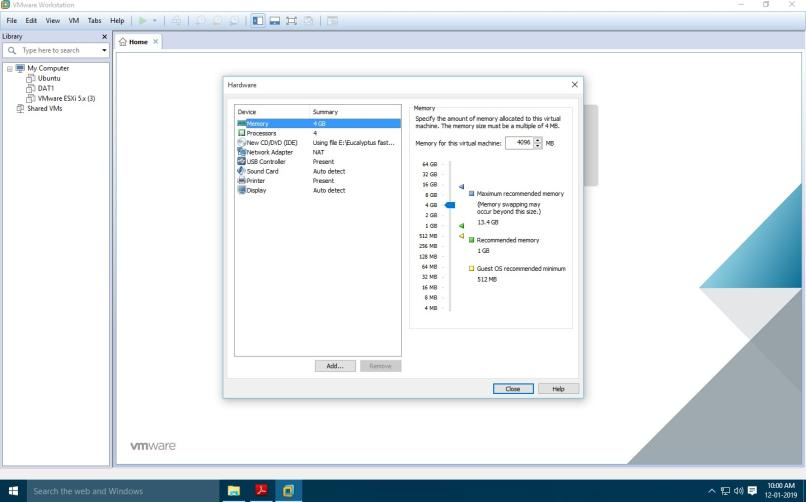 VMware Workstation
File Edit View VM Tabs Help
Library
Home
Type here to search
My Computer
Ubuntu
DAT1
VMware ESXi 5.x (3)
Shared VMs
Hardware
Device Summary
Memory 4 GB
Processors 4
New CD/DVD (IDE) Using file E:\Eucalyptus fast...
Network Adapter NAT
USB Controller Present
Sound Card Auto detect
Printer Present
Display Auto detect
Add... Remove
Memory
Specify the amount of memory allocated to this virtual
machine. The memory size must be a multiple of 4 MB.
Memory for this virtual machine: 4096 MB
64 GB
32 GB
16 GB
8 GB
4 GB
2 GB
1 GB
512 MB
256 MB
128 MB
64 MB
32 MB
16 MB
8 MB
4 MB
Maximum recommended memory
(Memory swapping may
occur beyond this size.)
13.4 GB
Recommended memory
1 GB
Guest OS recommended minimum
512 MB
Close Help
vmware
Search the web and Windows
10:00 AM
12-01-2019